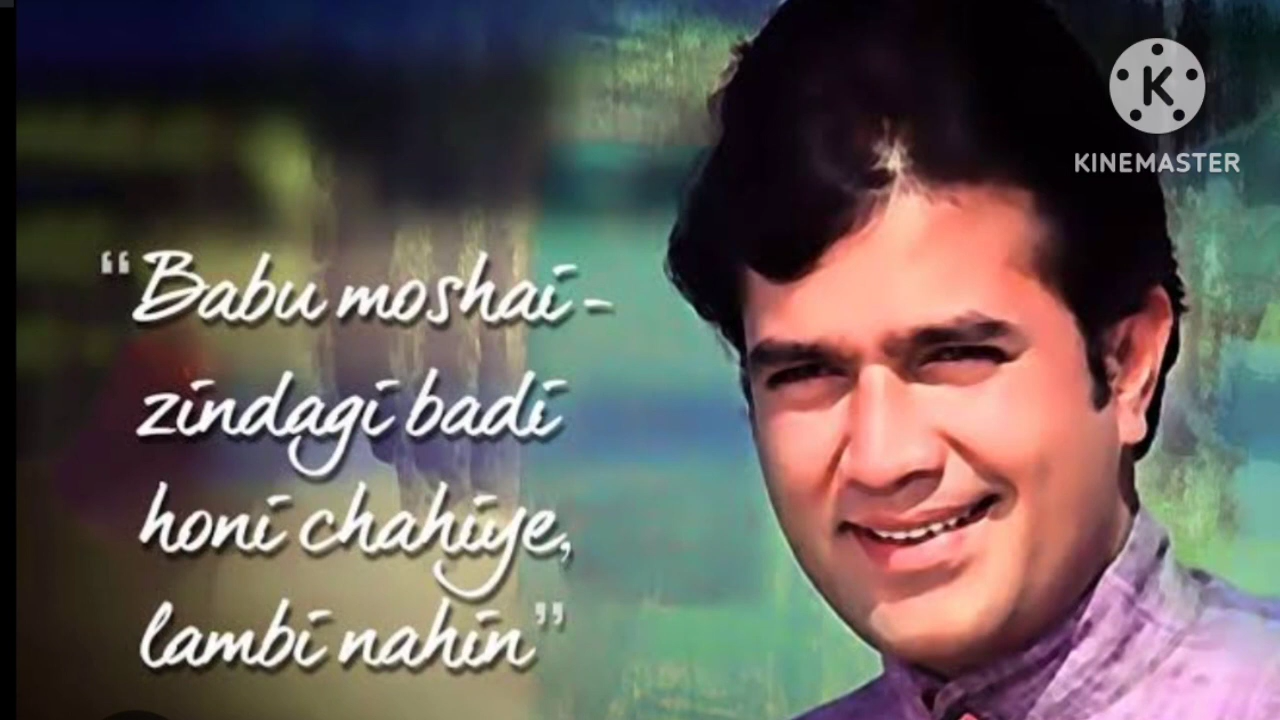 “Babu moshai -
zindagi badi
honi chahiye,
lambi nahin”
K
KINEMASTER